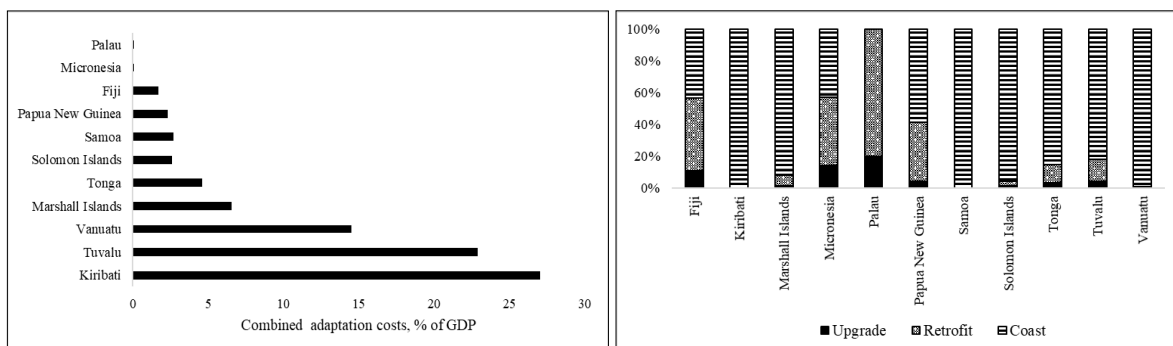 Palau
Micronesia
Fiji
Papua New Guinea
Samoa
Solomon Islands
Tonga
Marshall Islands
Vanuatu
Tuvalu
Kiribati
0 5 10 15 20 25 30
Combined adaptation costs, % of GDP
100%
80%
60%
40%
20%
0%
Fiji
Kiribati
Marshall Islands
Micronesia
Palau
Papua New Guinea
Samoa
Solomon Islands
Tonga
Tuvalu
Vanuatu
Upgrade Retrofit Coast